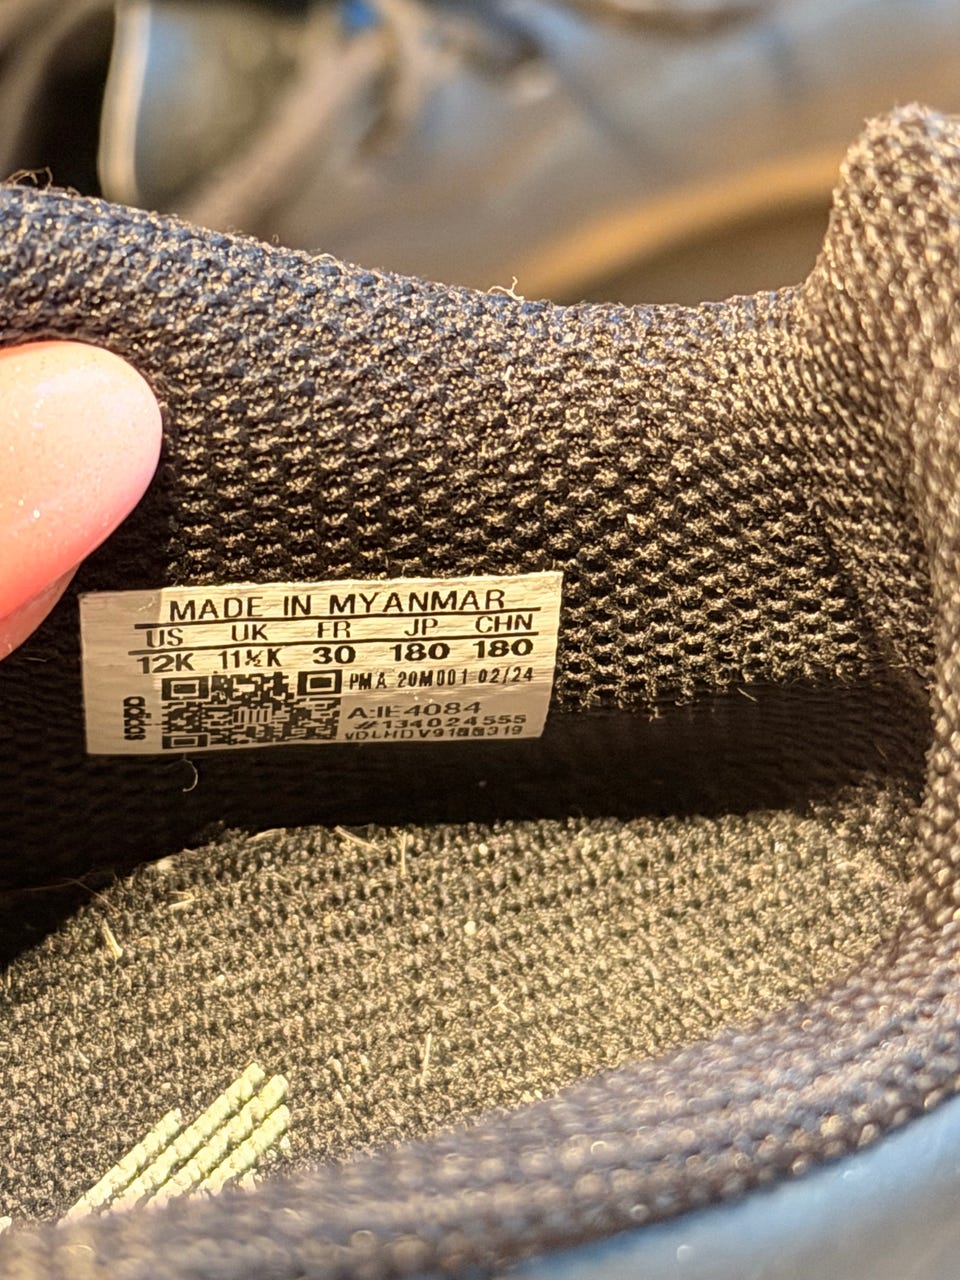 MADE IN MYANMAR
US UK FR JP CHN
12K 11½K 30 180 180
PMA 20M001 02/24
A:IE4084
#134024555
adidas